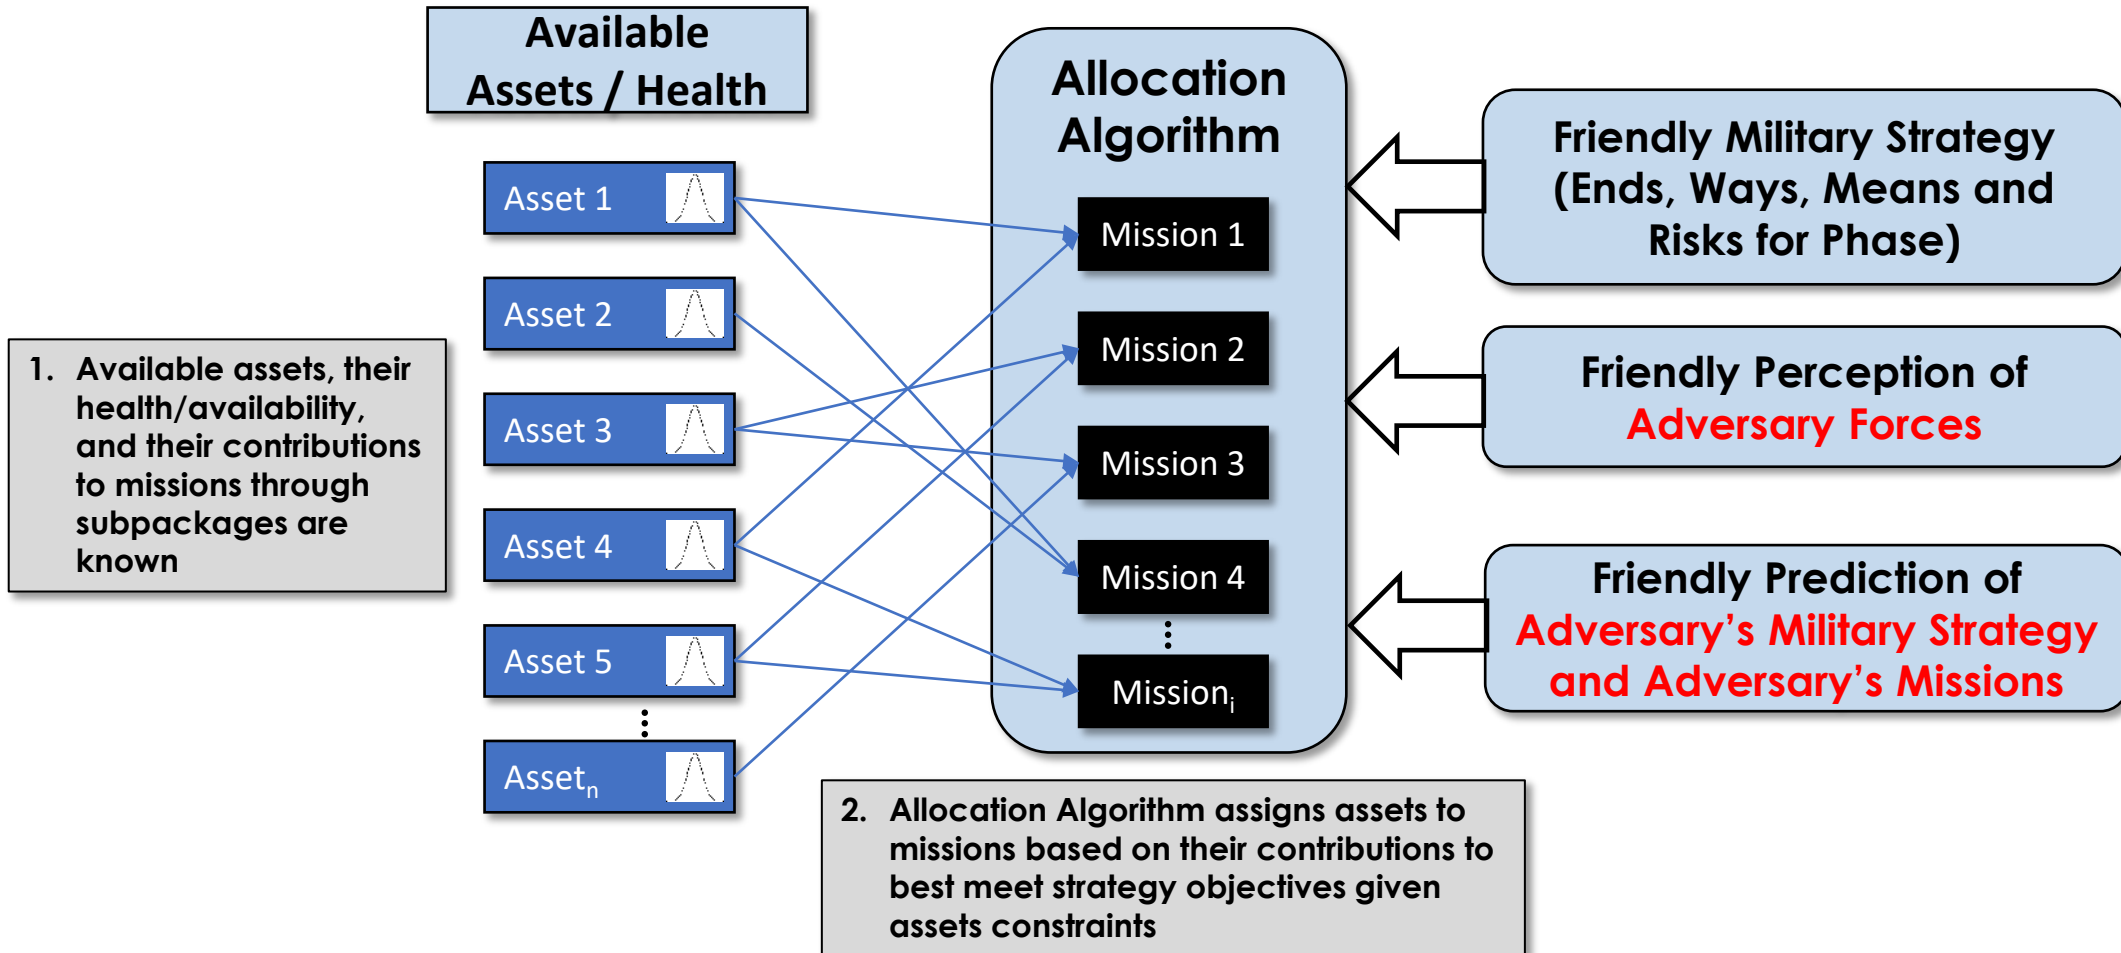 Available
Assets / Health
Asset 1
Asset 2
Asset 3
Asset 4
Asset 5
Assetn
1. Available assets, their
health/availability,
and their contributions
to missions through
subpackages are
known
Allocation
Algorithm
Mission 1
Mission 2
Mission 3
Mission 4
Missioni
2. Allocation Algorithm assigns assets to
missions based on their contributions to
best meet strategy objectives given
assets constraints
Friendly Military Strategy
(Ends, Ways, Means and
Risks for Phase)
Friendly Perception of
Adversary Forces
Friendly Prediction of
Adversary’s Military Strategy
and Adversary’s Missions